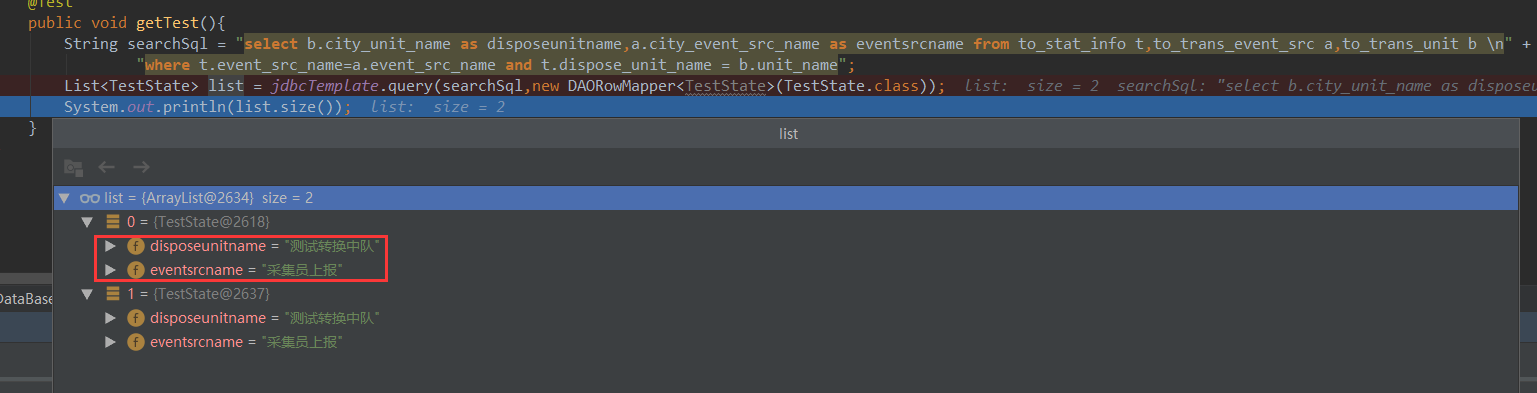 @Test
public void getTest(){
String searchSql = "select b.city_unit_name as disposeunitname,a.city_event_src_name as eventsrcname from to_stat_info t,to_trans_event_src a,to_trans_unit b \n" +
"where t.event_src_name=a.event_src_name and t.dispose_unit_name = b.unit_name";
List<TestState> list = jdbcTemplate.query(searchSql,new DAORowMapper<TestState>(TestState.class)); list: size = 2 searchSql: "select b.city_unit_name as disposeu
System.out.println(list.size()); list: size = 2
}
list
list = {ArrayList@2634} size = 2
0 = {TestState@2618}
f disposeunitname = "测试转换中队"
f eventsrcname = "采集员上报"
1 = {TestState@2637}
DataBase
f disposeunitname = "测试转换中队"
f eventsrcname = "采集员上报"